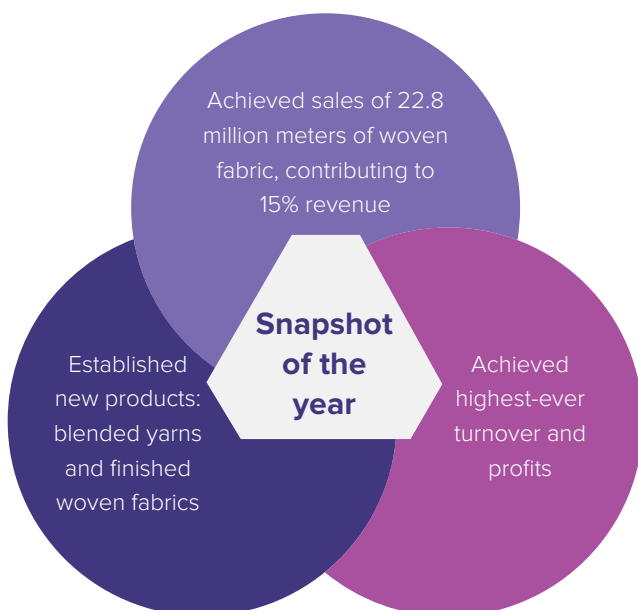 Achieved sales of 22.8
million meters of woven
fabric, contributing to
15% revenue
Snapshot
of the
year
Established
new products:
blended yarns
and finished
woven fabrics
Achieved
highest-ever
turnover and
profits